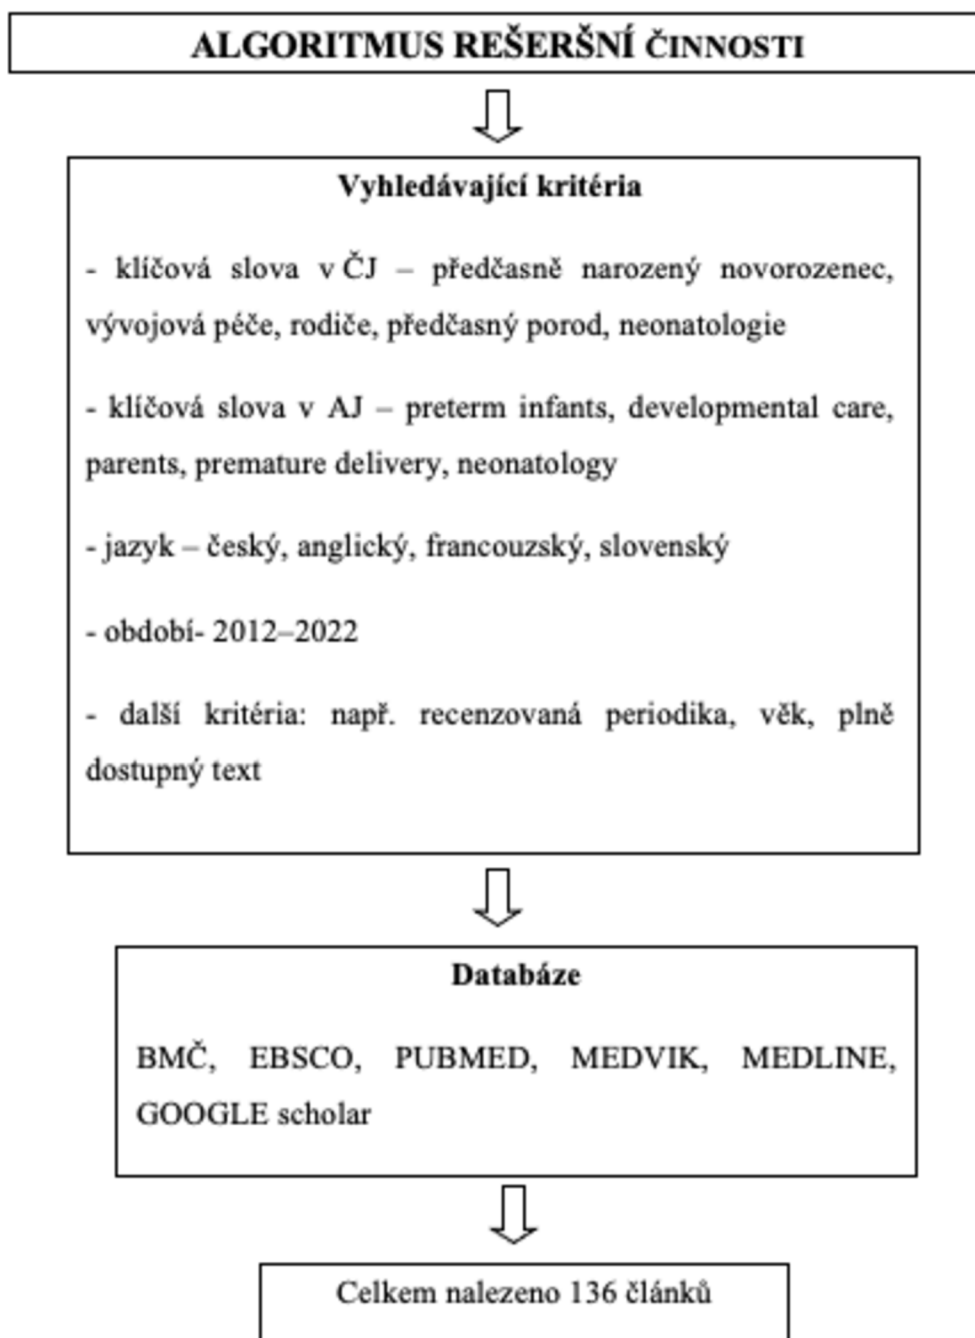 ALGORITMUS REŠERŠNÍ ČINNOSTI
Vyhledávající kritéria
- klíčová slova v ČJ – předčasně narozený novorozenec,
vývojová péče, rodiče, předčasný porod, neonatologie
- klíčová slova v AJ – preterm infants, developmental care,
parents, premature delivery, neonatology
- jazyk – český, anglický, francouzský, slovenský
- období- 2012–2022
- další kritéria: např. recenzovaná periodika, věk, plně
dostupný text
Databáze
BMČ, EBSCO, PUBMED, MEDVIK, MEDLINE,
GOOGLE scholar
Celkem nalezeno 136 článků